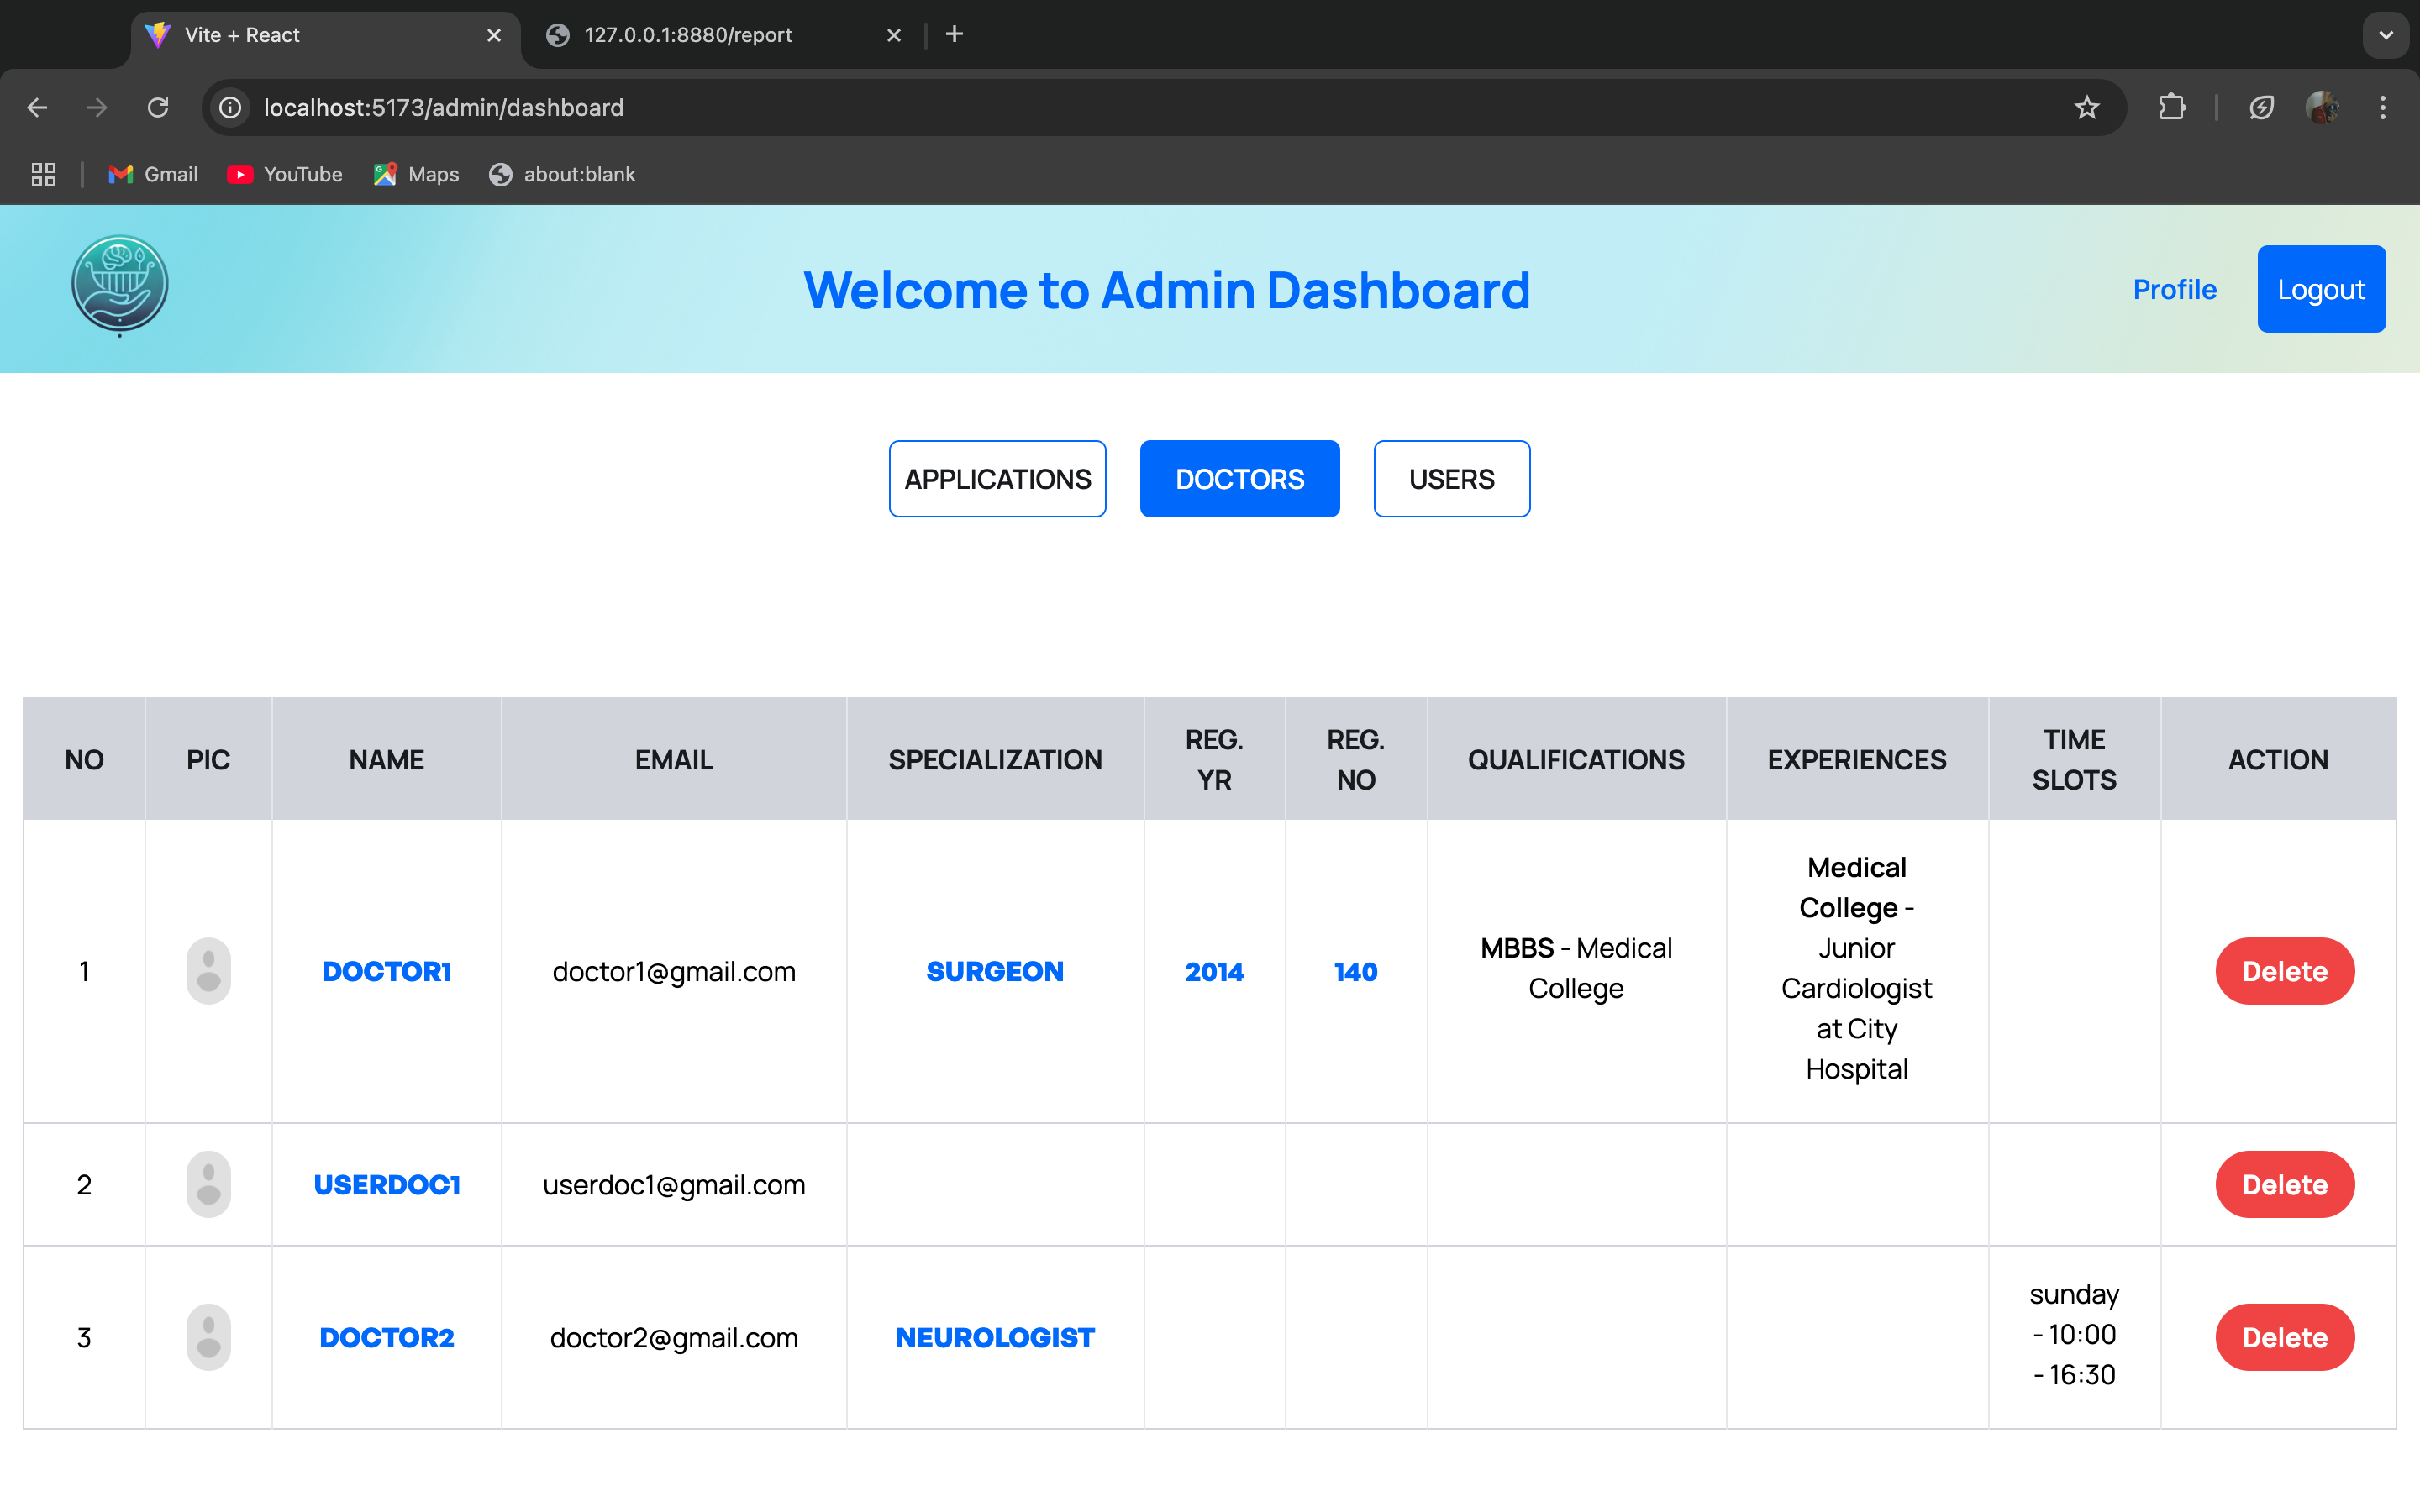 Vite + React
127.0.0.1:8880/report
localhost:5173/admin/dashboard
Gmail
YouTube
Maps
about:blank
Welcome to Admin Dashboard
Profile
Logout
APPLICATIONS
DOCTORS
USERS
NO
PIC
NAME
EMAIL
SPECIALIZATION
REG.
YR
REG.
NO
QUALIFICATIONS
EXPERIENCES
TIME
SLOTS
ACTION
1
DOCTOR1
doctor1@gmail.com
SURGEON
2014
140
MBBS - Medical
College
Medical
College -
Junior
Cardiologist
at City
Hospital
Delete
2
USERDOC1
userdoc1@gmail.com
Delete
3
DOCTOR2
doctor2@gmail.com
NEUROLOGIST
sunday
- 10:00
- 16:30
Delete